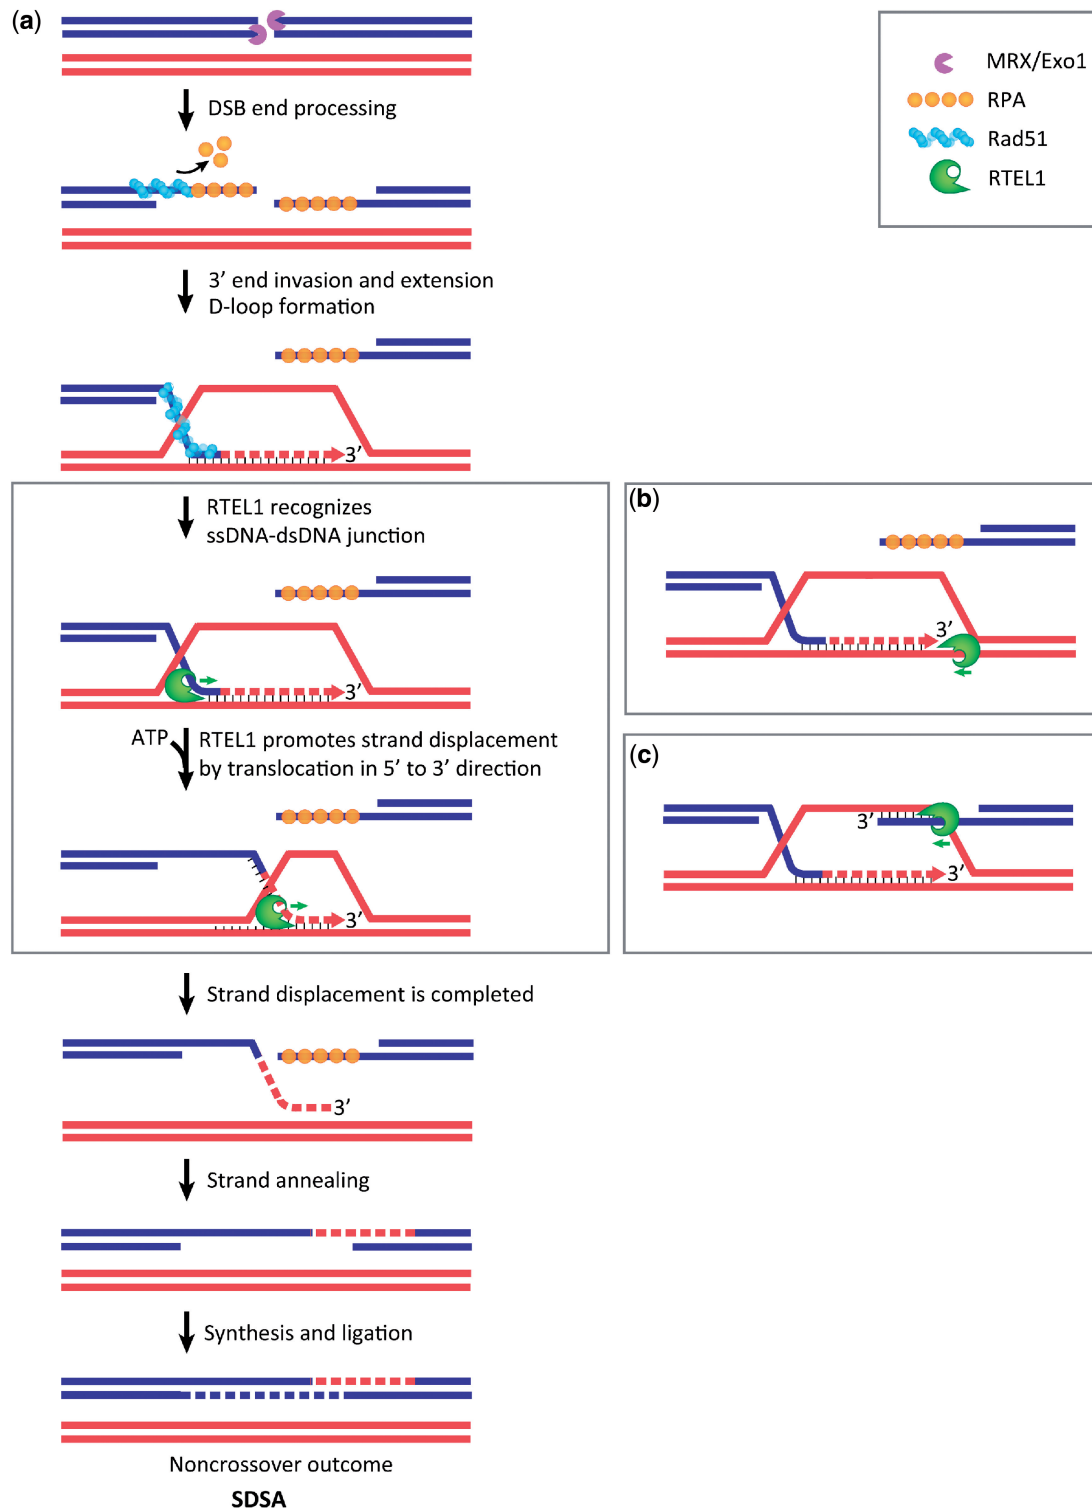 (a)
MRX/Exo1
RPA
Rad51
RTEL1
DSB end processing
3’ end invasion and extension
D-loop formation
3’
RTEL1 recognizes
ssDNA-dsDNA junction
3’
ATP
RTEL1 promotes strand displacement
by translocation in 5’ to 3’ direction
3’
(b)
3’
(c)
3’
3’
Strand displacement is completed
3’
Strand annealing
Synthesis and ligation
Noncrossover outcome
SDSA